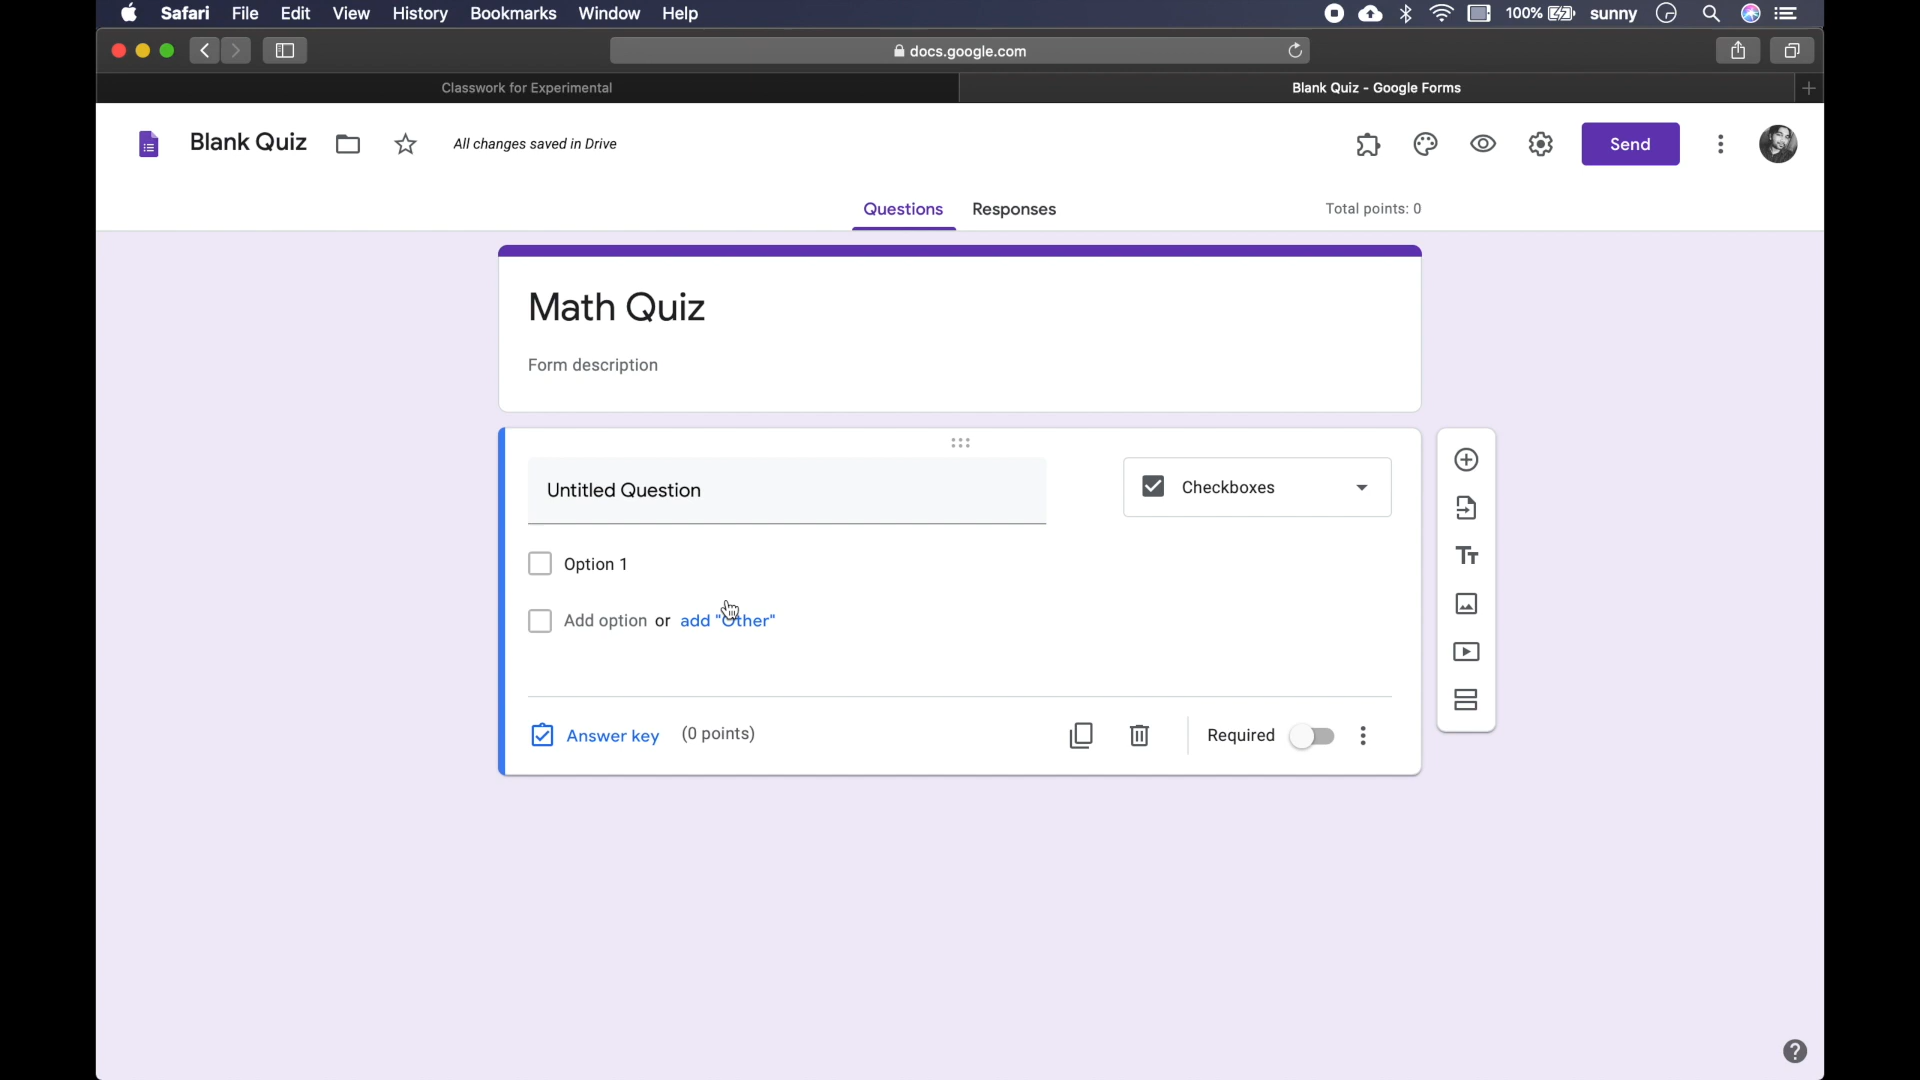 Safari File Edit View History Bookmarks Window Help 100% sunny
docs.google.com
Classwork for Experimental
Blank Quiz - Google Forms
Blank Quiz
All changes saved in Drive
Send
Questions
Responses
Total points: 0
Math Quiz
Form description
Untitled Question
Checkboxes
Option 1
Add option or add "Other"
Answer key (0 points)
Required